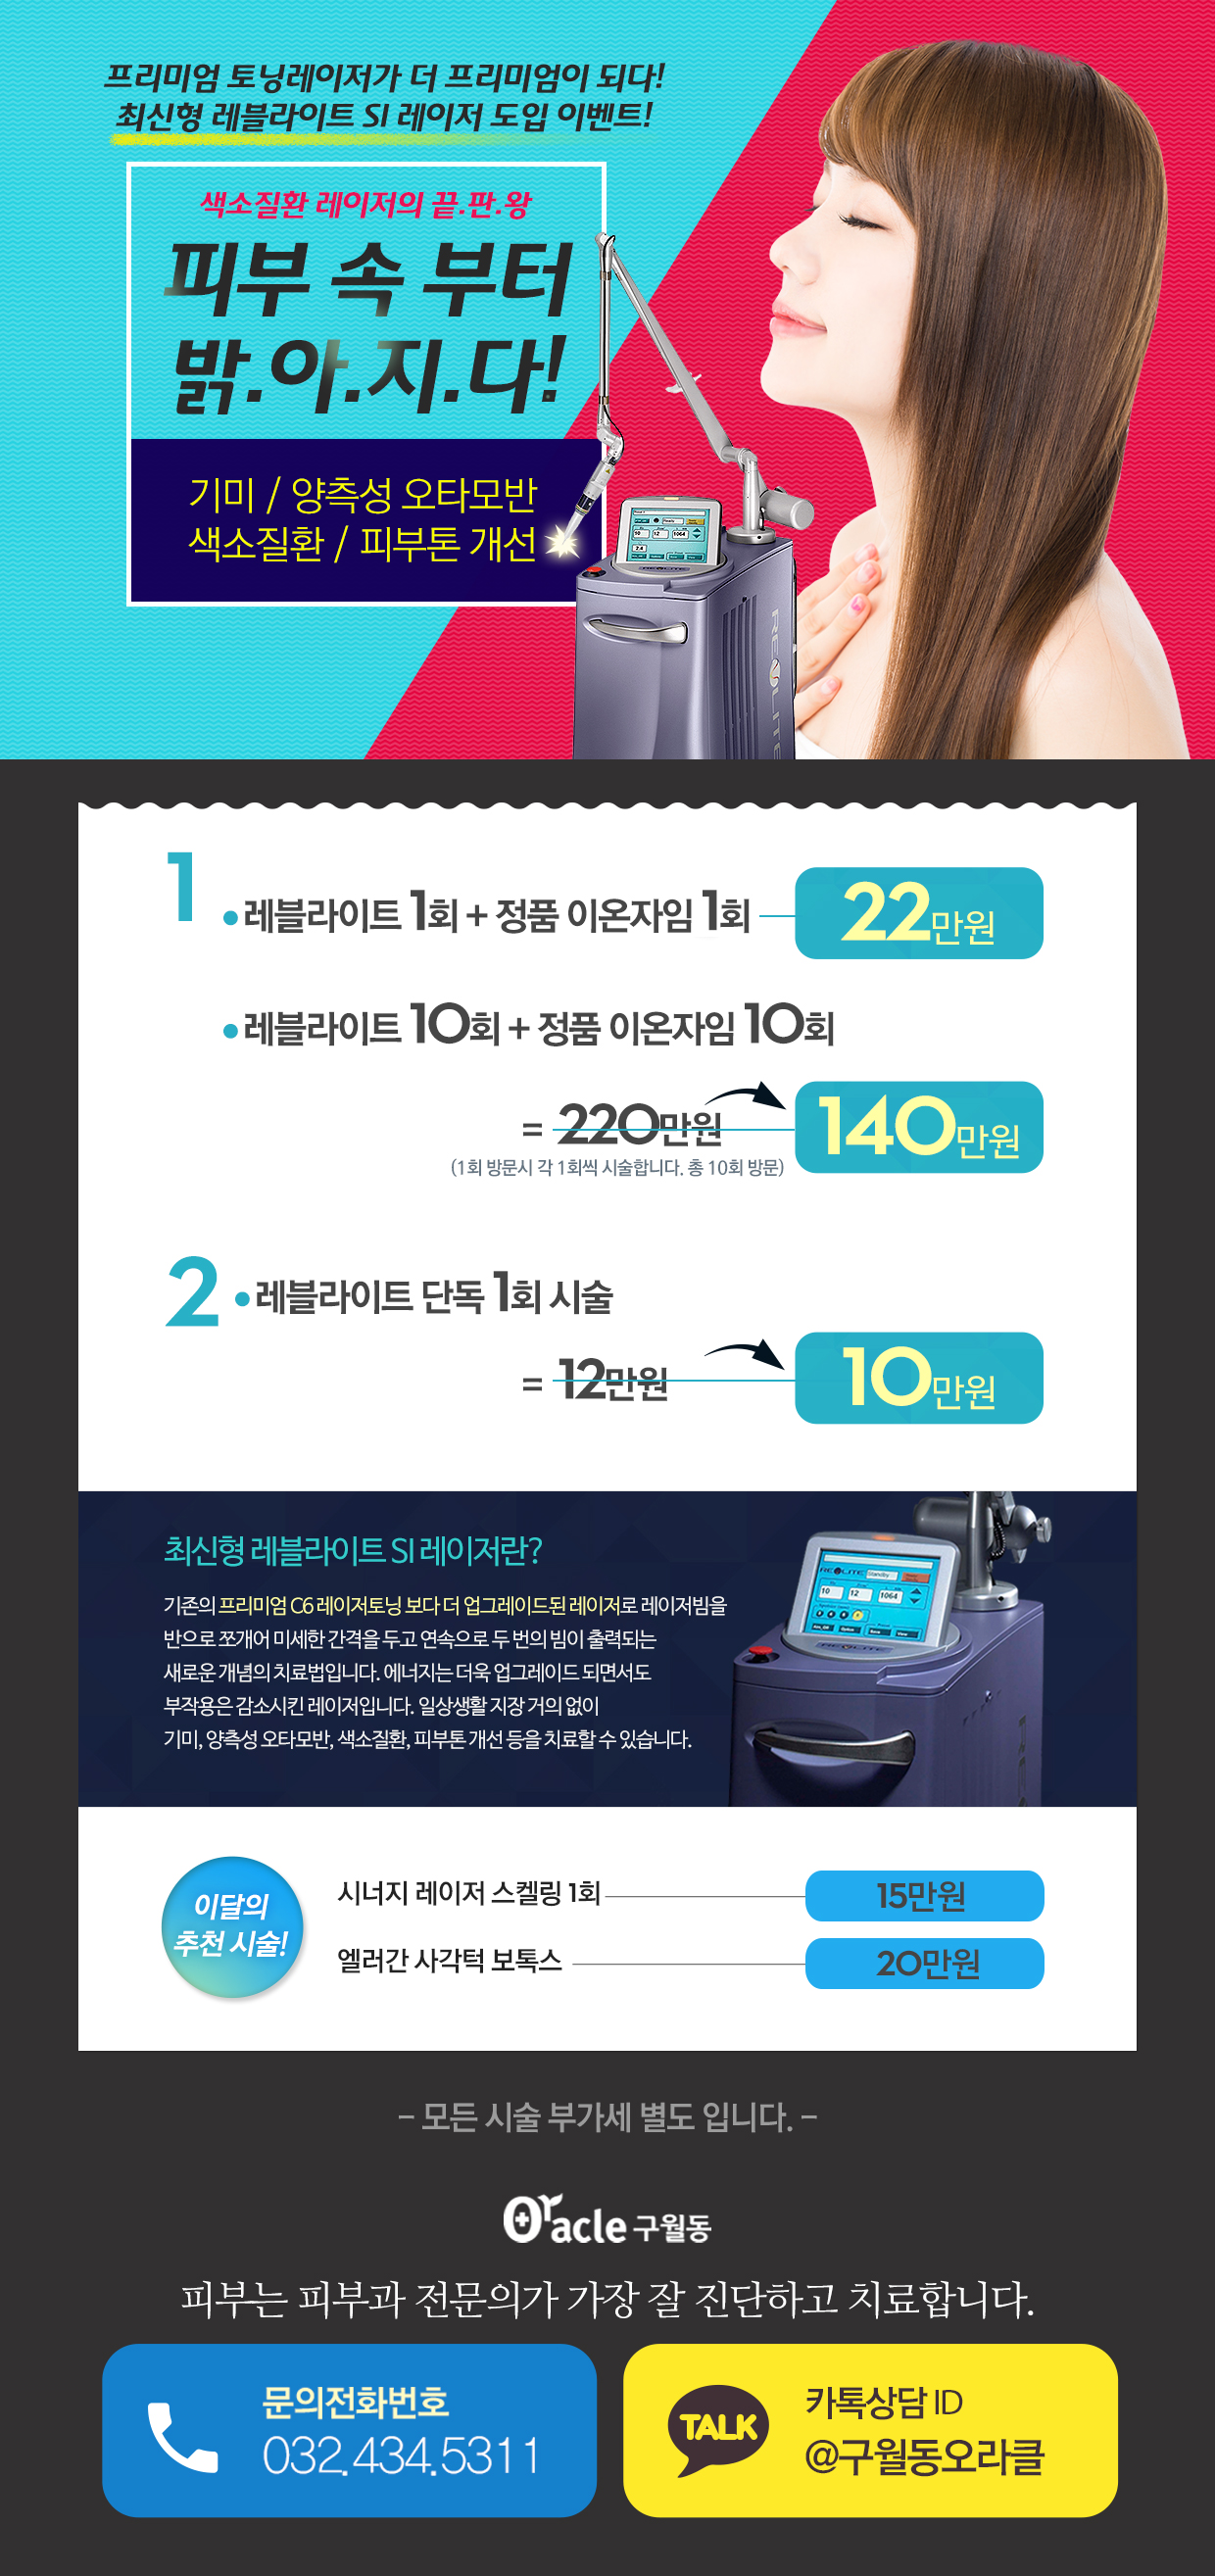 프리미엄 토닝레이저가 더 프리미엄이 되다!
최신형 레블라이트 SI 레이저 도입 이벤트!
색소질환 레이저의 끝.판.왕
피부 속 부터
밝.아.지.다!
기미 / 양측성 오타모반
색소질환 / 피부톤 개선
REVLITE
1
레블라이트 1회 + 정품 이온자임 1회
22만원
레블라이트 10회 + 정품 이온자임 10회
= 220만원
140만원
(1회 방문시 각 1회씩 시술합니다. 총 10회 방문)
2
레블라이트 단독 1회 시술
= 12만원
10만원
최신형 레블라이트 SI 레이저란?
기존의 프리미엄 C6 레이저토닝 보다 더 업그레이드된 레이저로 레이저빔을
반으로 쪼개어 미세한 간격을 두고 연속으로 두 번의 빔이 출력되는
새로운 개념의 치료법입니다. 에너지는 더욱 업그레이드 되면서도
부작용은 감소시킨 레이저입니다. 일상생활 지장 거의 없이
기미, 양측성 오타모반, 색소질환, 피부톤 개선 등을 치료할 수 있습니다.
REVLITE
Standby
10 12 1064
이달의
추천 시술!
시너지 레이저 스켈링 1회
15만원
엘러간 사각턱 보톡스
20만원
- 모든 시술 부가세 별도 입니다. -
Oracle 구월동
피부는 피부과 전문의가 가장 잘 진단하고 치료합니다.
문의전화번호
032.434.5311
TALK
카톡상담 ID
@구월동오라클